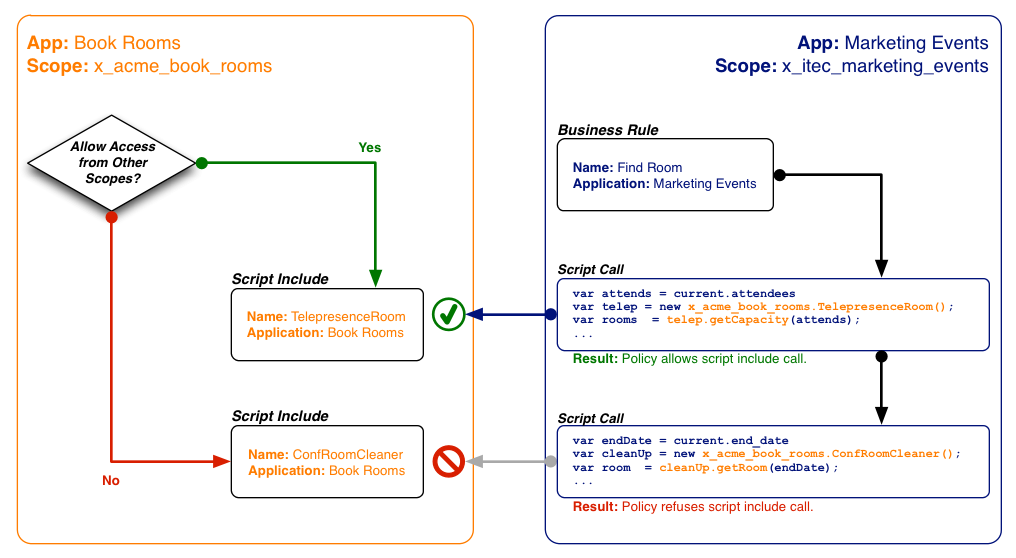 App: Book Rooms
Scope: x_acme_book_rooms
Allow Access
from Other
Scopes?
Yes
No
Script Include
Name: TelepresenceRoom
Application: Book Rooms
Script Include
Name: ConfRoomCleaner
Application: Book Rooms
App: Marketing Events
Scope: x_itec_marketing_events
Business Rule
Name: Find Room
Application: Marketing Events
Script Call
var attends = current.attendees
var telep = new x_acme_book_rooms.TelepresenceRoom();
var rooms  = telep.getCapacity(attends);
...
Result: Policy allows script include call.
Script Call
var endDate = current.end_date
var cleanUp = new x_acme_book_rooms.ConfRoomCleaner();
var room  = cleanUp.getRoom(endDate);
...
Result: Policy refuses script include call.